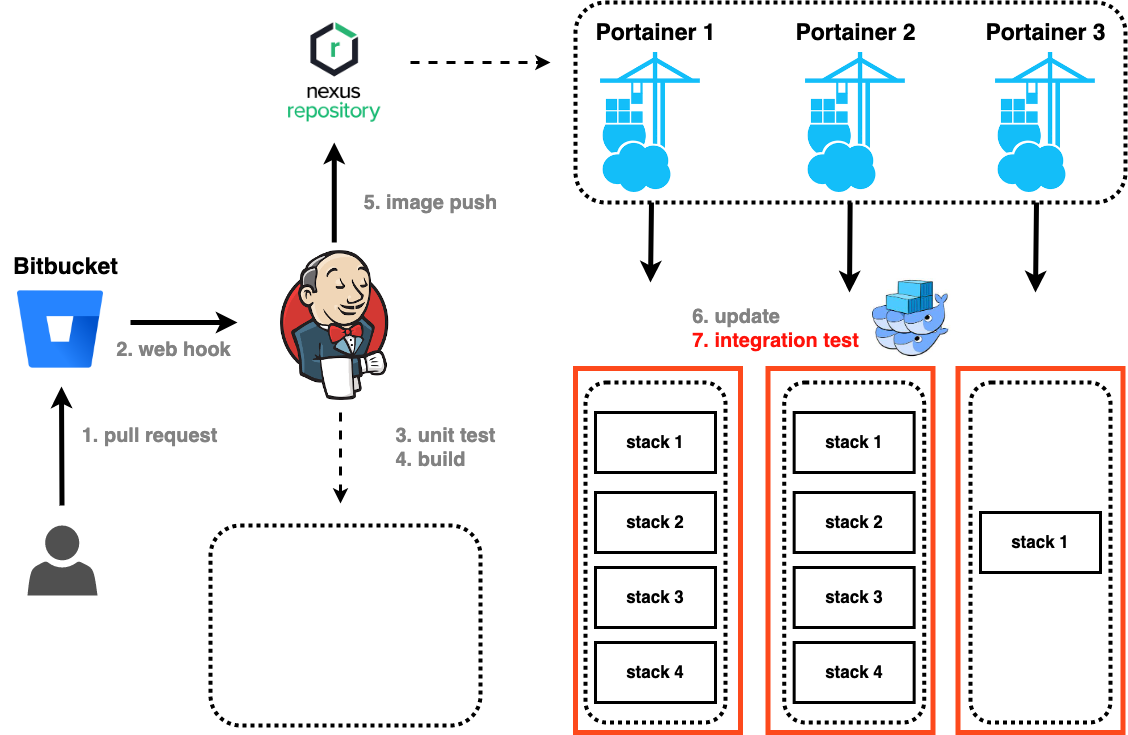 Portainer 1
Portainer 2
Portainer 3
r
nexus
repository
5. image push
Bitbucket
2. web hook
6. update
7. integration test
1. pull request
3. unit test
4. build
stack 1
stack 2
stack 3
stack 4
stack 1
stack 2
stack 3
stack 4
stack 1